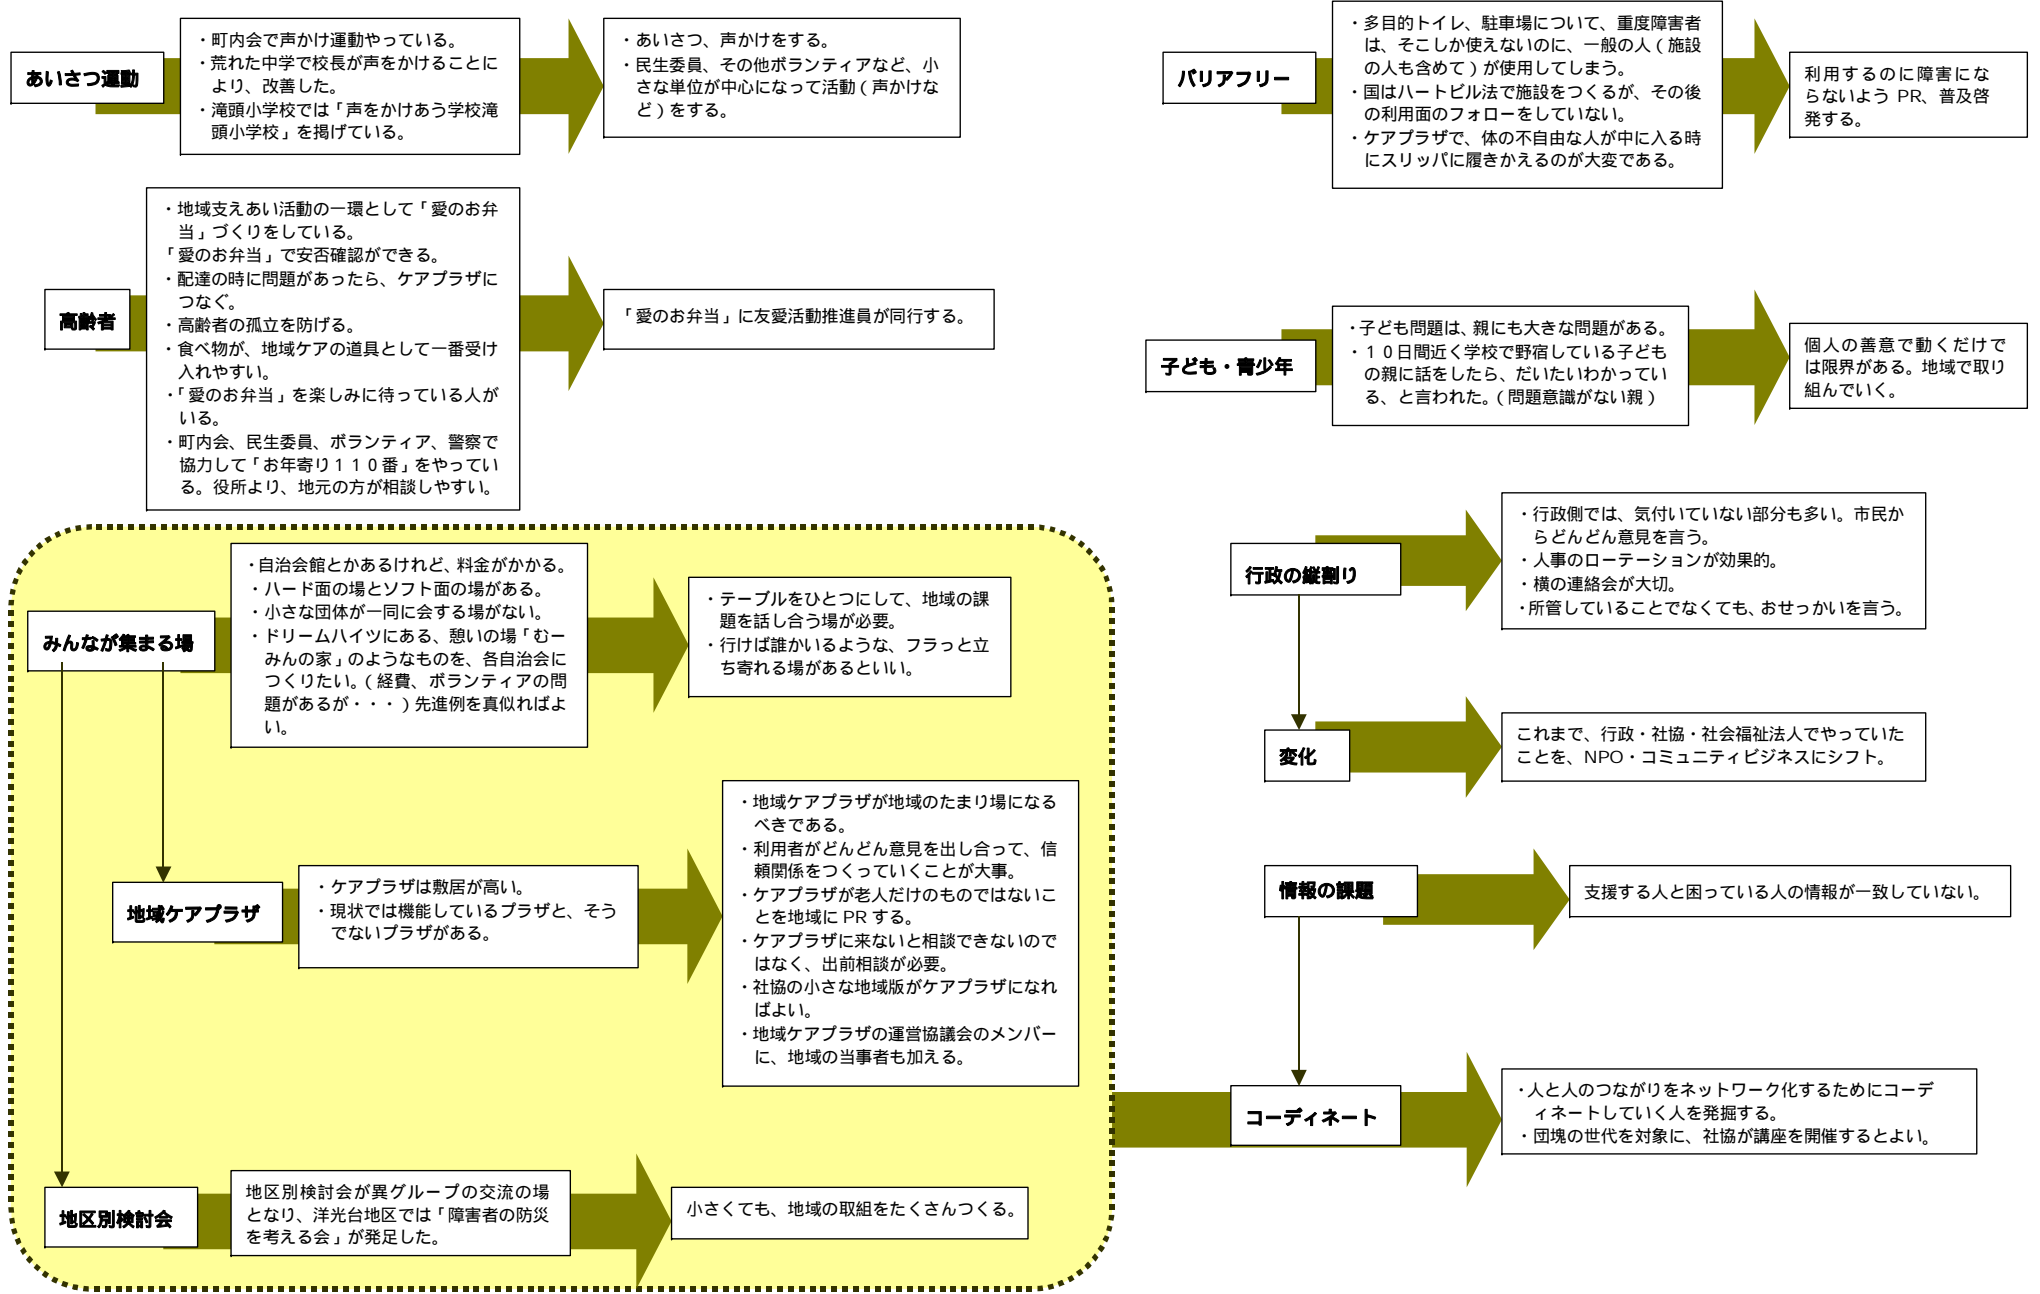 あいさつ運動
・町内会で声かけ運動やっている。
・荒れた中学で校長が声をかけることに
より、改善した。
・滝頭小学校では「声をかけあう学校滝
頭小学校」を掲げている。
・あいさつ、声かけをする。
・民生委員、その他ボランティアなど、小
さな単位が中心になって活動（声かけな
ど）をする。
高齢者
・地域支えあい活動の一環として「愛のお弁
当」づくりをしている。
「愛のお弁当」で安否確認ができる。
・配達の時に問題があったら、ケアプラザに
つなぐ。
・高齢者の孤立を防げる。
・食べ物が、地域ケアの道具として一番受け
入れやすい。
・「愛のお弁当」を楽しみに待っている人が
いる。
・町内会、民生委員、ボランティア、警察で
協力して「お年寄り１１０番」をやってい
る。役所より、地元の方が相談しやすい。
「愛のお弁当」に友愛活動推進員が同行する。
みんなが集まる場
・自治会館とかあるけれど、料金がかかる。
・ハード面の場とソフト面の場がある。
・小さな団体が一同に会する場がない。
・ドリームハイツにある、憩いの場「むー
みんの家」のようなものを、各自治会に
つくりたい。（経費、ボランティアの問
題があるが・・・）先進例を真似ればよ
い。
・テーブルをひとつにして、地域の課
題を話し合う場が必要。
・行けば誰かいるような、フラっと立
ち寄れる場があるといい。
地域ケアプラザ
・ケアプラザは敷居が高い。
・現状では機能しているプラザと、そう
でないプラザがある。
・地域ケアプラザが地域のたまり場になる
べきである。
・利用者がどんどん意見を出し合って、信
頼関係をつくっていくことが大事。
・ケアプラザが老人だけのものではないこ
とを地域に PR する。
・ケアプラザに来ないと相談できないので
はなく、出前相談が必要。
・社協の小さな地域版がケアプラザになれ
ばよい。
・地域ケアプラザの運営協議会のメンバー
に、地域の当事者も加える。
地区別検討会
地区別検討会が異グループの交流の場
となり、洋光台地区では「障害者の防災
を考える会」が発足した。
小さくても、地域の取組をたくさんつくる。
バリアフリー
・多目的トイレ、駐車場について、重度障害者
は、そこしか使えないのに、一般の人（施設
の人も含めて）が使用してしまう。
・国はハートビル法で施設をつくるが、その後
の利用面のフォローをしていない。
・ケアプラザで、体の不自由な人が中に入る時
にスリッパに履きかえるのが大変である。
利用するのに障害にな
らないよう PR、普及啓
発する。
子ども・青少年
・子ども問題は、親にも大きな問題がある。
・１０日間近く学校で野宿している子ども
の親に話をしたら、だいたいわかってい
る、と言われた。（問題意識がない親）
個人の善意で動くだけで
は限界がある。地域で取り
組んでいく。
行政の縦割り
・行政側では、気付いていない部分も多い。市民か
らどんどん意見を言う。
・人事のローテーションが効果的。
・横の連絡会が大切。
・所管していることでなくても、おせっかいを言う。
変化
これまで、行政・社協・社会福祉法人でやっていた
ことを、NPO・コミュニティビジネスにシフト。
情報の課題
支援する人と困っている人の情報が一致していない。
コーディネート
・人と人のつながりをネットワーク化するためにコーデ
ィネートしていく人を発掘する。
・団塊の世代を対象に、社協が講座を開催するとよい。